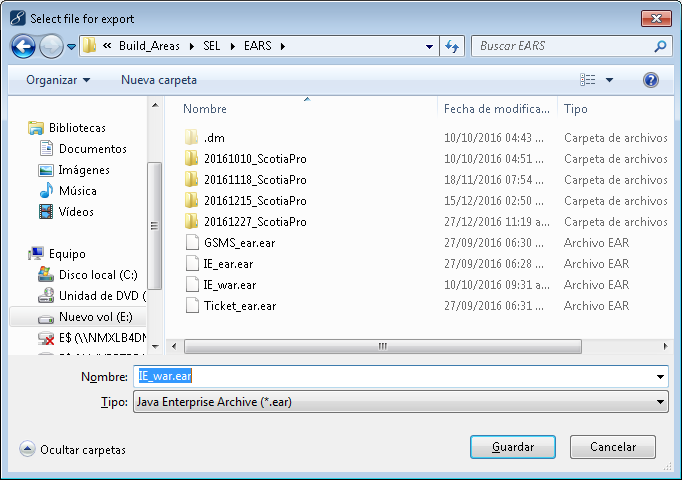 Select file for export
« Build_Areas SEL EARS
Buscar EARS
Organizar Nueva carpeta
Nombre Fecha de modifica... Tipo
Bibliotecas
Documentos
Imágenes
Música
Vídeos
Equipo
Disco local (C:)
Unidad de DVD (
Nuevo vol (E:)
E$ (\\NMXLB4DM
.dm 10/10/2016 04:43 ... Carpeta de archivos
20161010_ScotiaPro 10/10/2016 04:51 ... Carpeta de archivos
20161118_ScotiaPro 18/11/2016 07:54 ... Carpeta de archivos
20161215_ScotiaPro 15/12/2016 02:50 ... Carpeta de archivos
20161227_ScotiaPro 27/12/2016 11:19 a... Carpeta de archivos
GSMS_ear.ear 27/09/2016 06:30 ... Archivo EAR
IE_ear.ear 27/09/2016 06:28 ... Archivo EAR
IE_war.ear 10/10/2016 09:31 a... Archivo EAR
Ticket_ear.ear 27/09/2016 06:31 ... Archivo EAR
Nombre: IE_war.ear
Tipo: Java Enterprise Archive (*.ear)
Ocultar carpetas
Guardar Cancelar